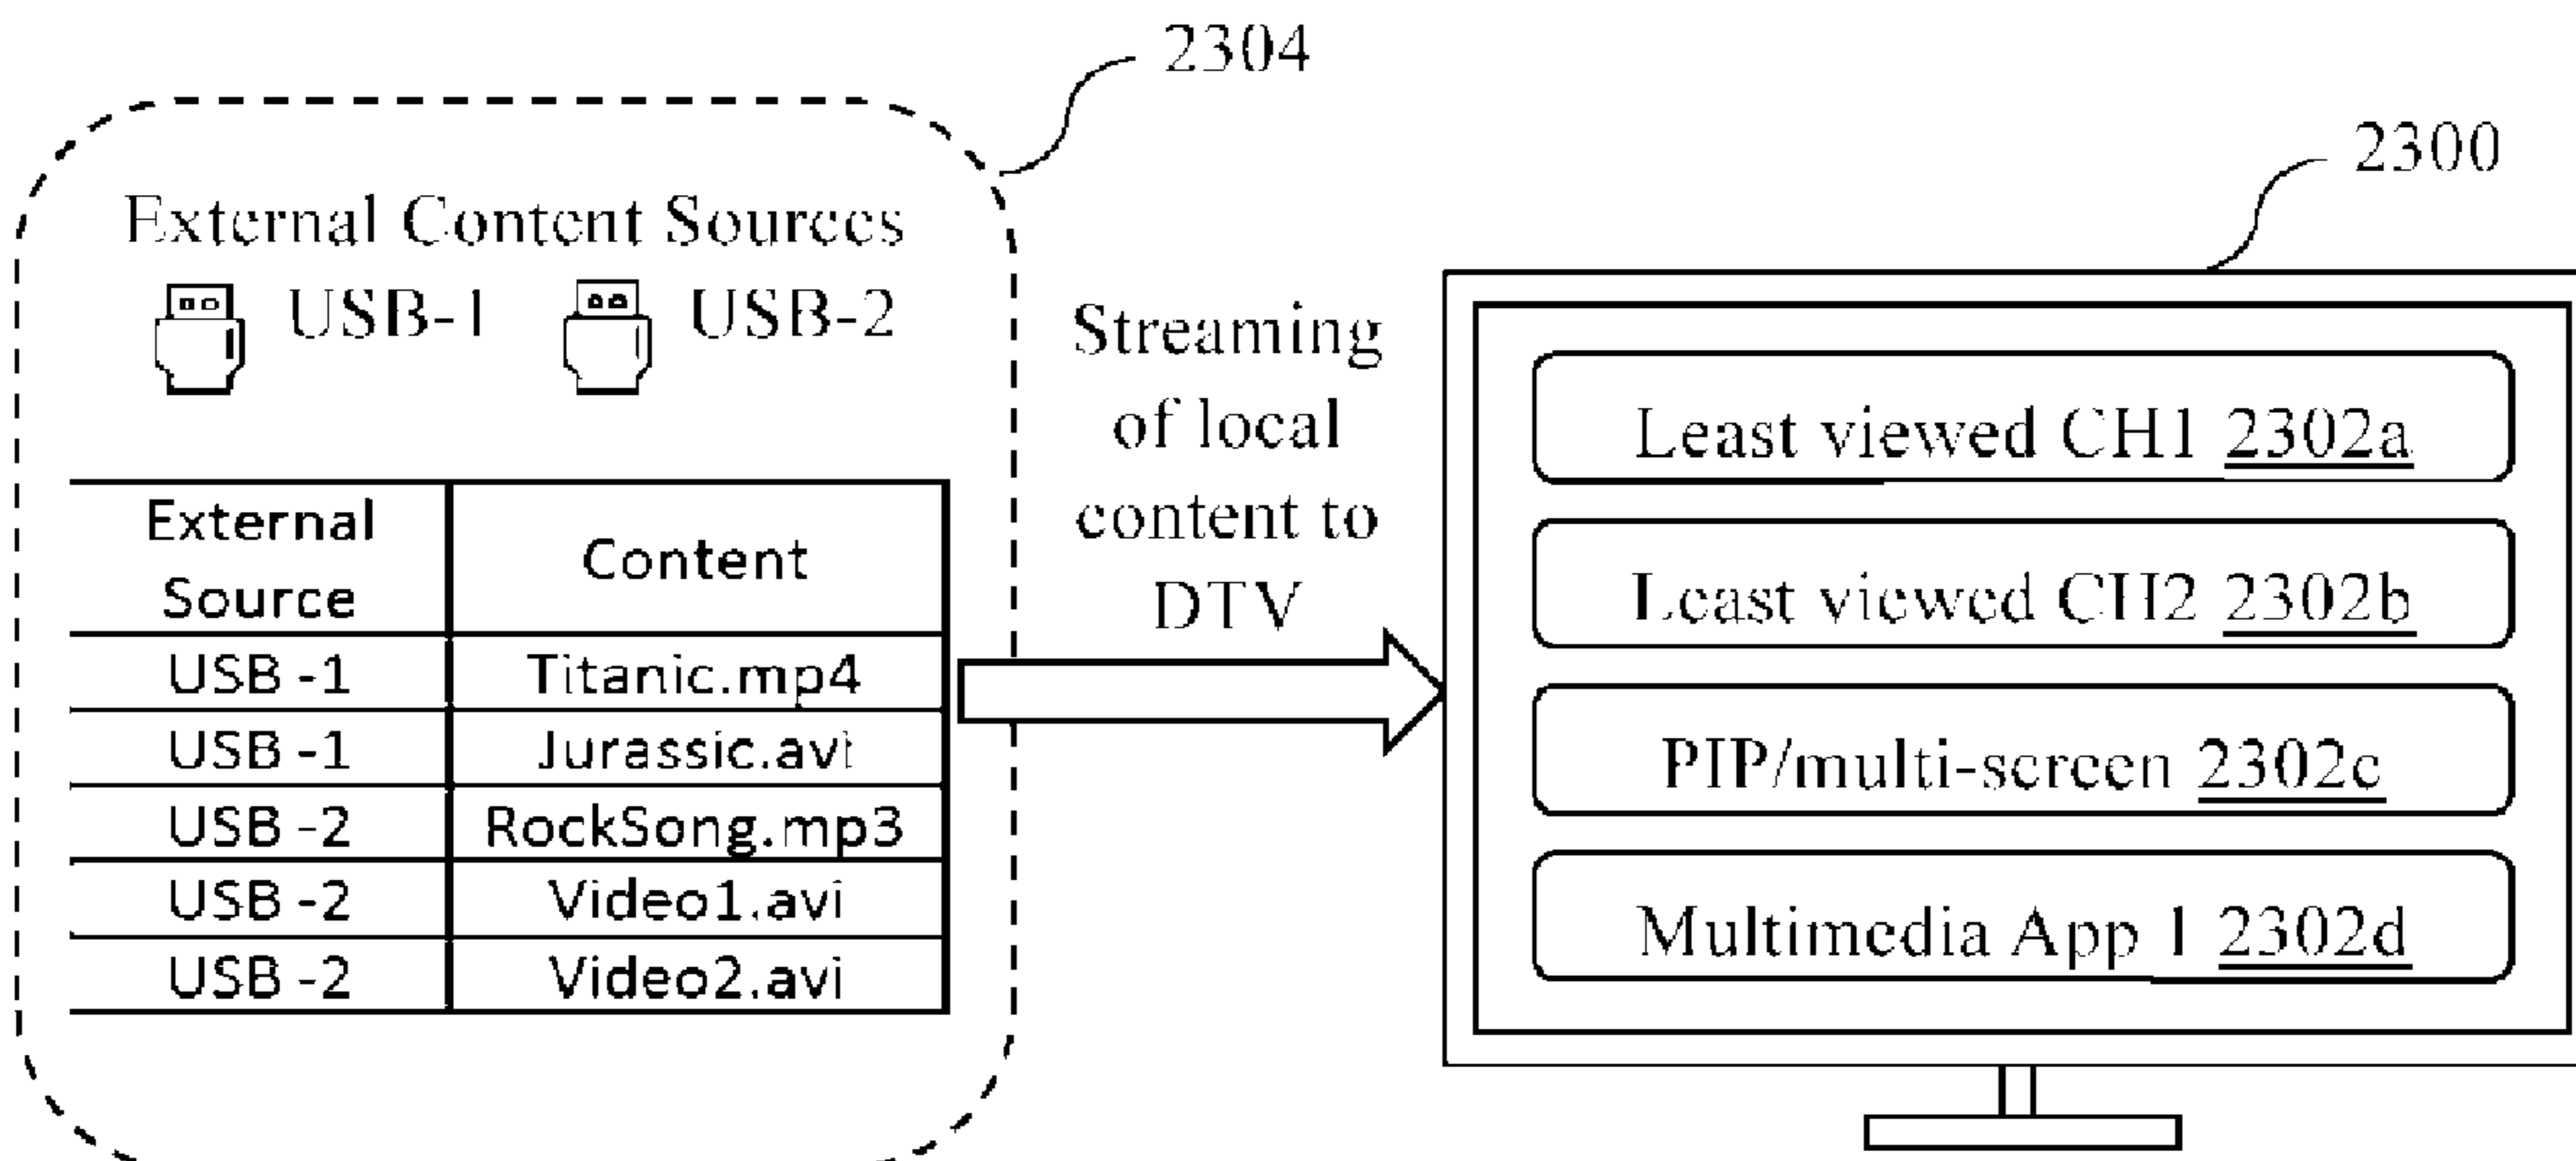 2304
2300
External Content Sources
USB-1 USB-2
Streaming
of local
content to
DTV
External
Source
Content
USB -1 Titanic.mp4
USB -1 Jurassic.avi
USB -2 RockSong.mp3
USB -2 Video1.avi
USB -2 Video2.avi
Least viewed CH1 2302a
Least viewed CH2 2302b
PIP/multi-screen 2302c
Multimedia App 1 2302d